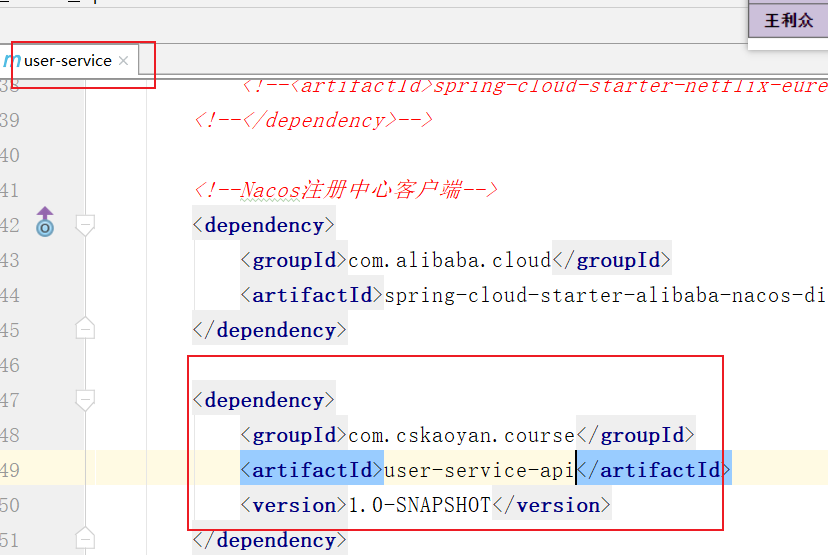 王利众
user-service
38 <!--<artifactId>spring-cloud-starter-netflix-eure
39 <!--</dependency>-->
40
41 <!--Nacos注册中心客户端-->
42 <dependency>
43 <groupId>com.alibaba.cloud</groupId>
44 <artifactId>spring-cloud-starter-alibaba-nacos-di
45 </dependency>
46
47 <dependency>
48 <groupId>com.cskaoyan.course</groupId>
49 <artifactId>user-service-api</artifactId>
50 <version>1.0-SNAPSHOT</version>
51 </dependency>